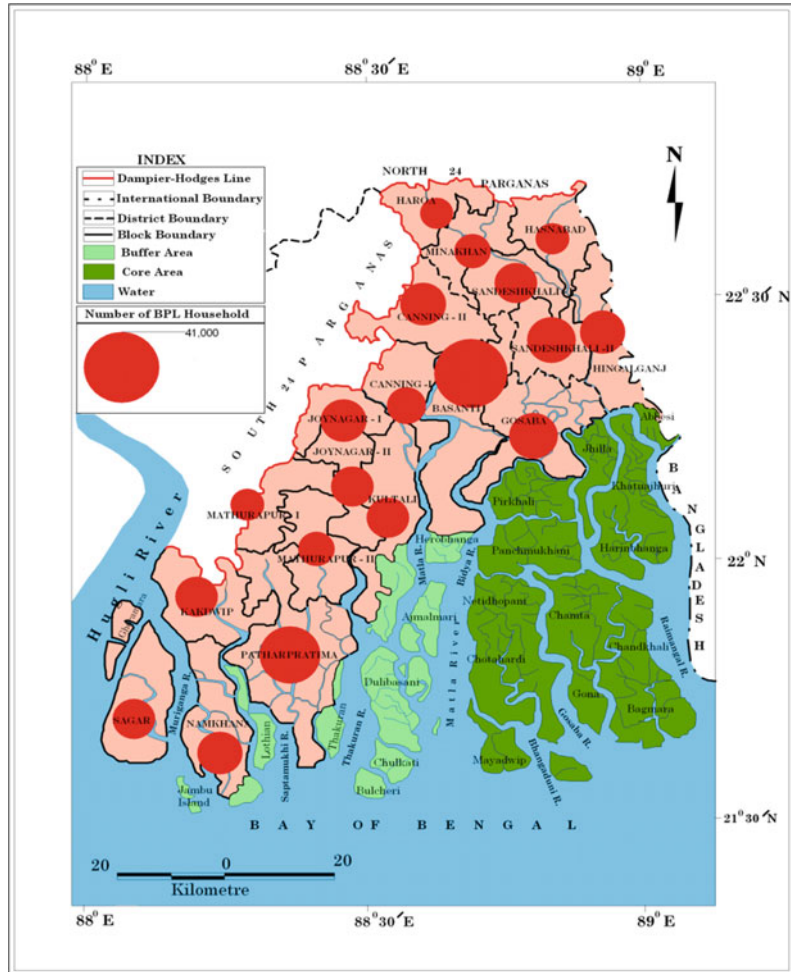 88° E
88° 30′ E
89° E
INDEX
Dampier-Hodges Line
International Boundary
District Boundary
Block Boundary
Buffer Area
Core Area
Water
Number of BPL Household
41,000
N
NORTH 24 PARGANAS
SOUTH 24 PARGANAS
HAROA
HASNABAD
MINAKHAN
SANDESHKHALI-I
22° 30′ N
CANNING - II
SANDESHKHALI-II
HINGALGANJ
CANNING-I
BASANTI
JOYNAGAR - I
GOSABA
JOYNAGAR - II
Jhilla
BANGLADESH
Pirkhali
MATHURAPUR - I
KULTALI
Herobhanga
Matla R.
Bidya R.
Panchmukhani
Harinbhanga
22° N
MATHURAPUR - II
Hugli River
KAKDWIP
Netidhopani
Chamta
Ajmalmari
Raimangal R.
PATHARPRATIMA
Chotahardi
Chandkhali
Matla River
Dulibasani
Gona
Bagmara
Gosaba R.
SAGAR
Muriganga R.
NAMKHANA
Lothian
Saptamukhi R.
Thakuran
Thakuran R.
Chulkati
Mayadwip
Bhangaduni R.
Jambu
Island
Bulcheri
BAY OF BENGAL
21° 30′ N
20 0 20
Kilometre
88° E
88° 30′ E
89° E